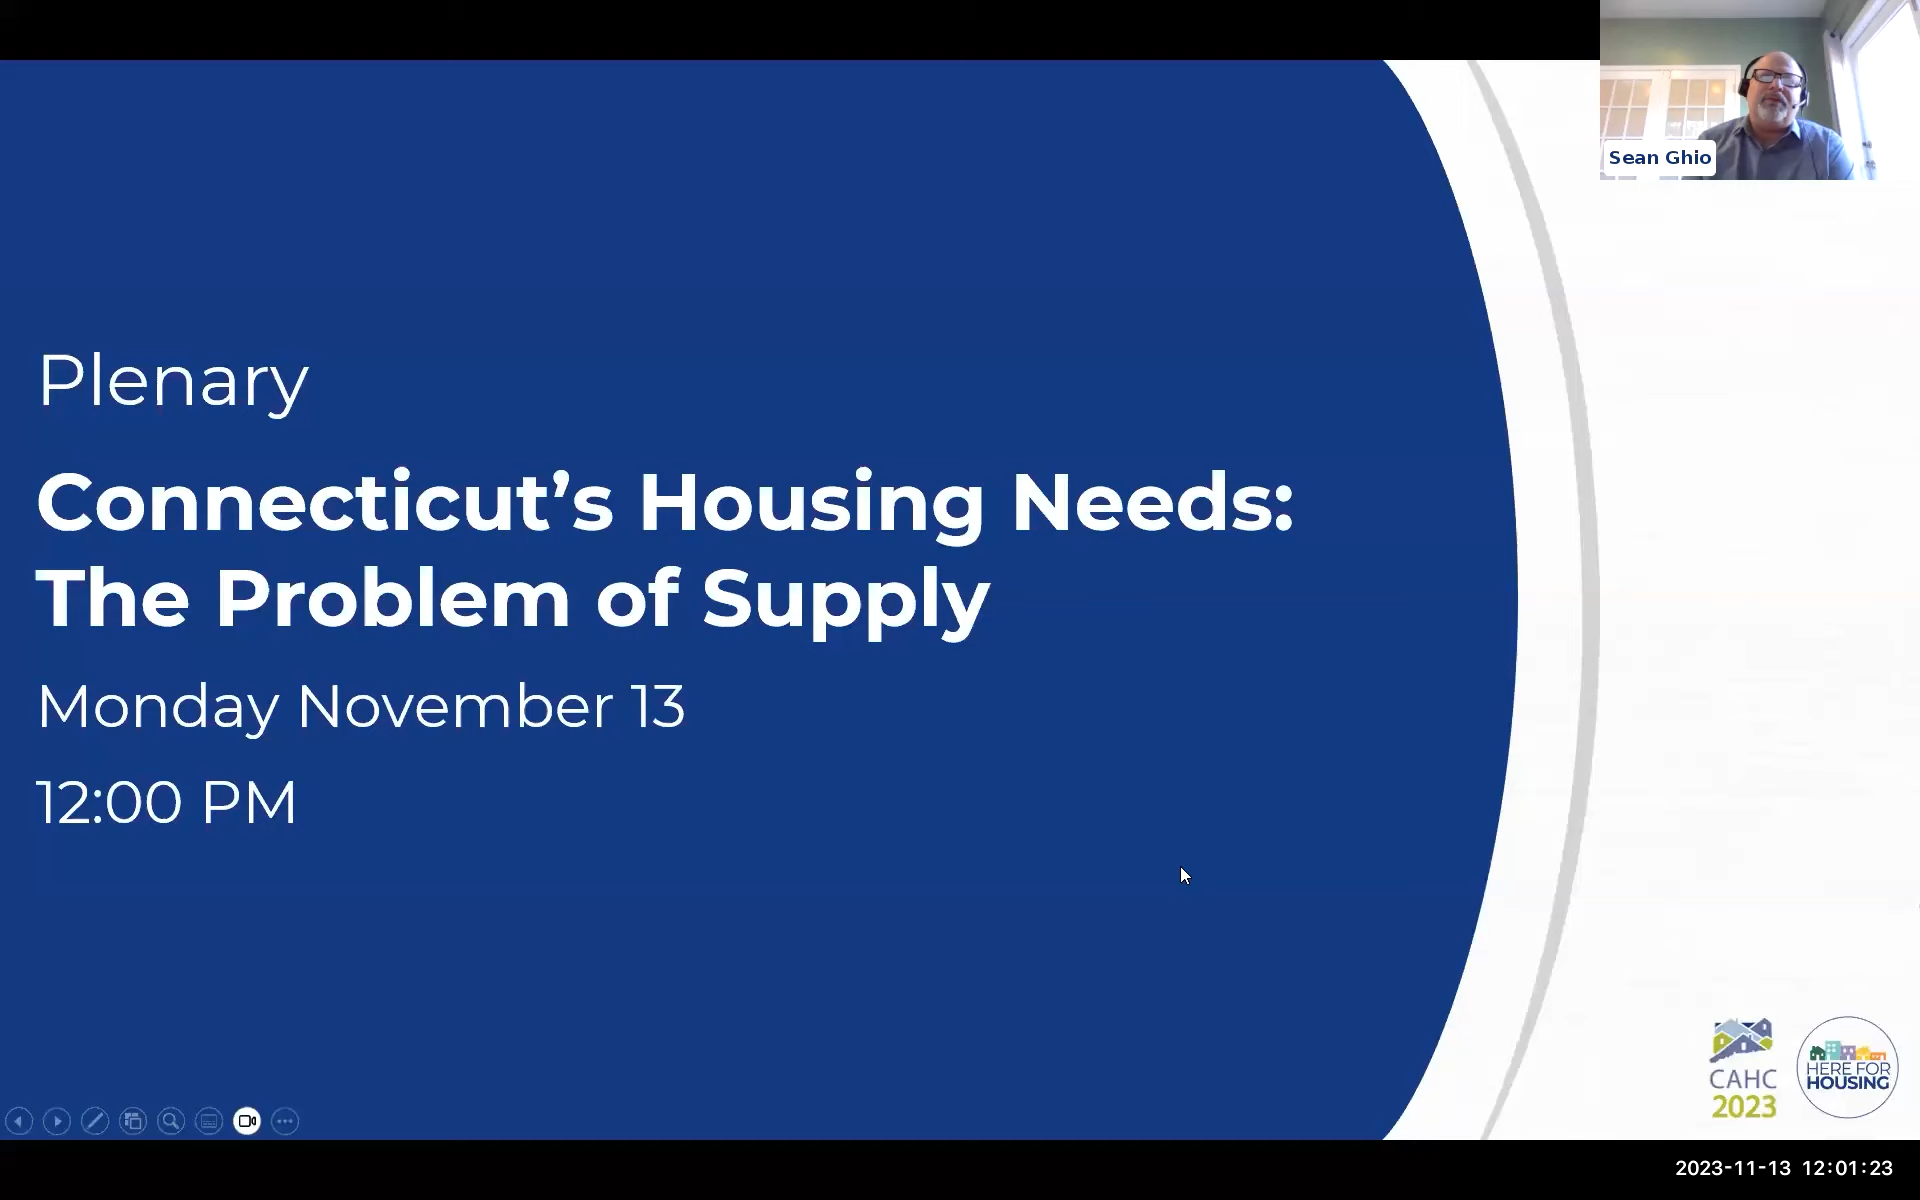 Sean Ghio
Plenary
Connecticut’s Housing Needs:
The Problem of Supply
Monday November 13
12:00 PM
CAHC
2023
HERE FOR
HOUSING
2023-11-13 12:01:23